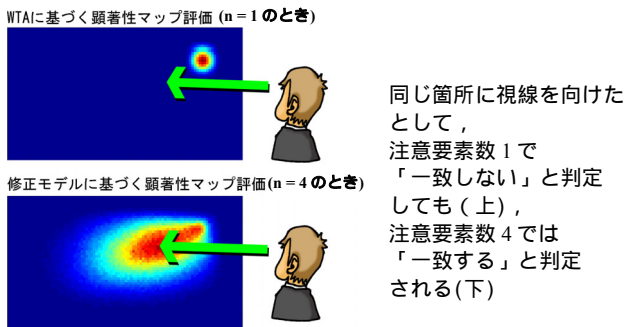 WTAに基づく顕著性マップ評価 (n = 1 のとき)
同じ箇所に視線を向けた
として，
注意要素数 1 で
「一致しない」と判定
しても（上），
注意要素数 4 では
「一致する」と判定
される(下)
修正モデルに基づく顕著性マップ評価(n = 4 のとき)